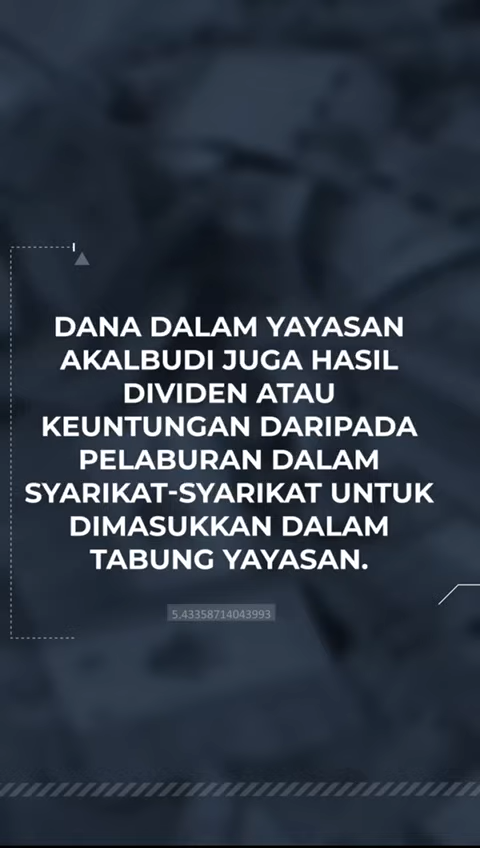 DANA DALAM YAYASAN
AKALBUDI JUGA HASIL
DIVIDEN ATAU
KEUNTUNGAN DARIPADA
PELABURAN DALAM
SYARIKAT-SYARIKAT UNTUK
DIMASUKKAN DALAM
TABUNG YAYASAN.
5.43358714043993